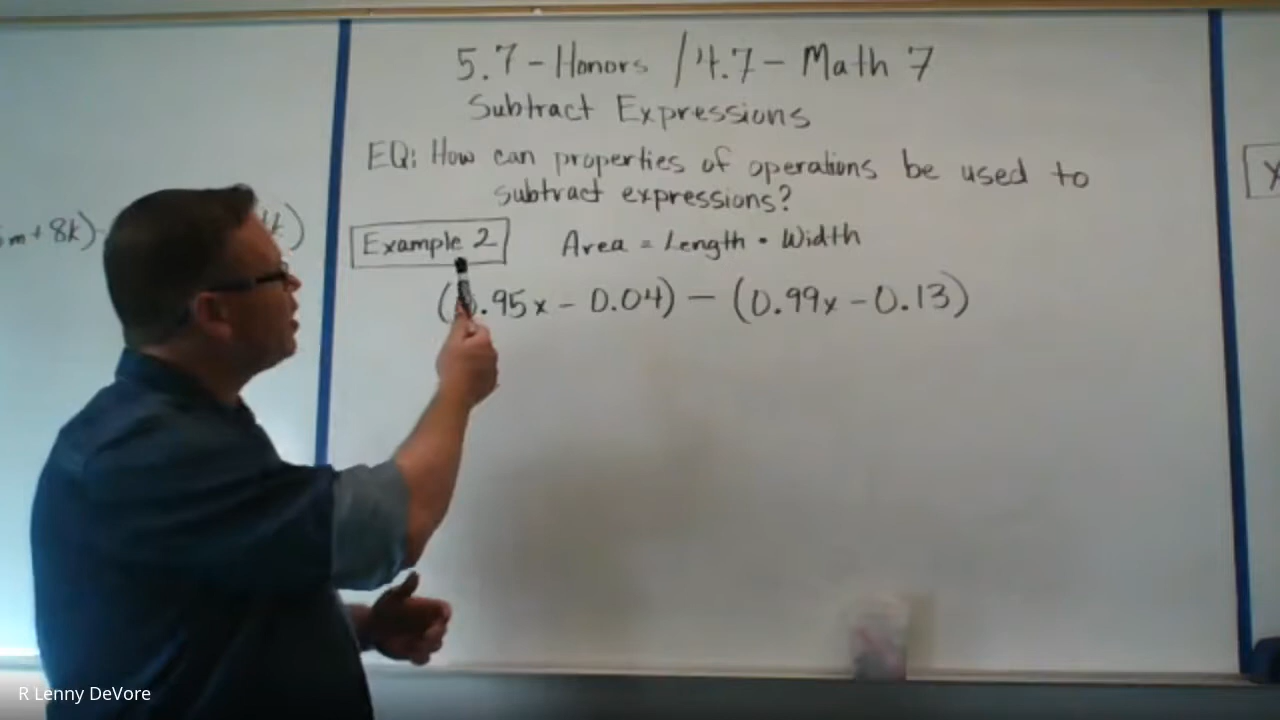 5.7 - Honors / 4.7 - Math 7
Subtract Expressions
EQ: How can properties of operations be used to
subtract expressions?
m + 8k)
k)
Example 2
Area = Length • Width
( .95x - 0.04) - (0.99x - 0.13)
R Lenny DeVore